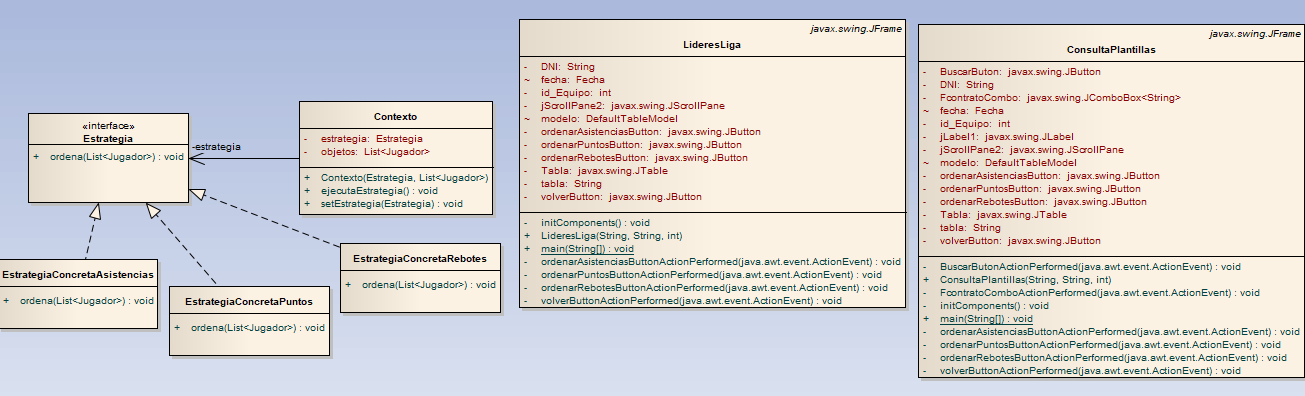 «interface»
Estrategia
+ ordena(List<Jugador>) : void
-estrategia
Contexto
- estrategia: Estrategia
- objetos: List<Jugador>
+ Contexto(Estrategia, List<Jugador>)
+ ejecutaEstrategia() : void
+ setEstrategia(Estrategia) : void
EstrategiaConcretaAsistencias
+ ordena(List<Jugador>) : void
EstrategiaConcretaPuntos
+ ordena(List<Jugador>) : void
EstrategiaConcretaRebotes
+ ordena(List<Jugador>) : void
javax.swing.JFrame
LideresLiga
- DNI: String
~ fecha: Fecha
- id_Equipo: int
- jScrollPane2: javax.swing.JScrollPane
~ modelo: DefaultTableModel
- ordenarAsistenciasButton: javax.swing.JButton
- ordenarPuntosButton: javax.swing.JButton
- ordenarRebotesButton: javax.swing.JButton
- Tabla: javax.swing.JTable
- tabla: String
- volverButton: javax.swing.JButton
- initComponents() : void
+ LideresLiga(String, String, int)
+ main(String[]) : void
- ordenarAsistenciasButtonActionPerformed(java.awt.event.ActionEvent) : void
- ordenarPuntosButtonActionPerformed(java.awt.event.ActionEvent) : void
- ordenarRebotesButtonActionPerformed(java.awt.event.ActionEvent) : void
- volverButtonActionPerformed(java.awt.event.ActionEvent) : void
javax.swing.JFrame
ConsultaPlantillas
- BuscarButon: javax.swing.JButton
- DNI: String
- FcontratoCombo: javax.swing.JComboBox<String>
~ fecha: Fecha
- id_Equipo: int
- jLabel1: javax.swing.JLabel
- jScrollPane2: javax.swing.JScrollPane
~ modelo: DefaultTableModel
- ordenarAsistenciasButton: javax.swing.JButton
- ordenarPuntosButton: javax.swing.JButton
- ordenarRebotesButton: javax.swing.JButton
- Tabla: javax.swing.JTable
- tabla: String
- volverButton: javax.swing.JButton
- BuscarButonActionPerformed(java.awt.event.ActionEvent) : void
+ ConsultaPlantillas(String, String, int)
- FcontratoComboActionPerformed(java.awt.event.ActionEvent) : void
- initComponents() : void
+ main(String[]) : void
- ordenarAsistenciasButtonActionPerformed(java.awt.event.ActionEvent) : void
- ordenarPuntosButtonActionPerformed(java.awt.event.ActionEvent) : void
- ordenarRebotesButtonActionPerformed(java.awt.event.ActionEvent) : void
- volverButtonActionPerformed(java.awt.event.ActionEvent) : void